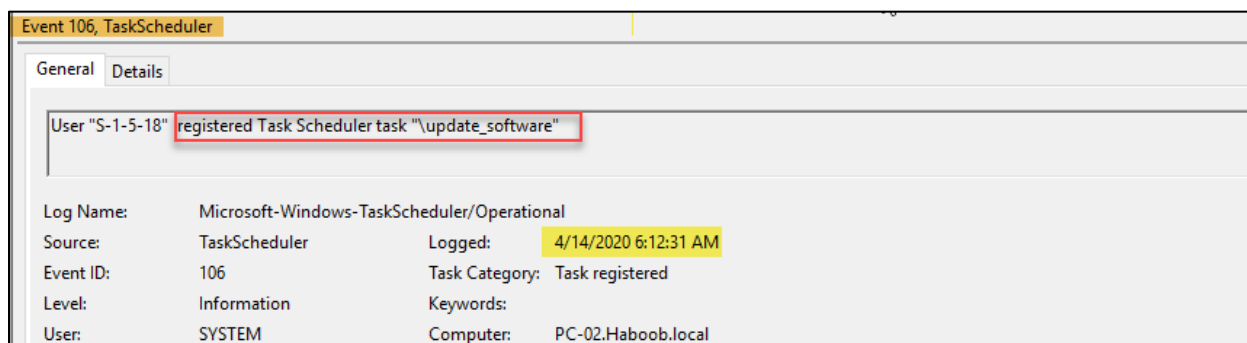 Event 106, TaskScheduler
General Details
User "S-1-5-18" registered Task Scheduler task "\update_software"
Log Name: Microsoft-Windows-TaskScheduler/Operational
Source: TaskScheduler Logged: 4/14/2020 6:12:31 AM
Event ID: 106 Task Category: Task registered
Level: Information Keywords:
User: SYSTEM Computer: PC-02.Haboob.local